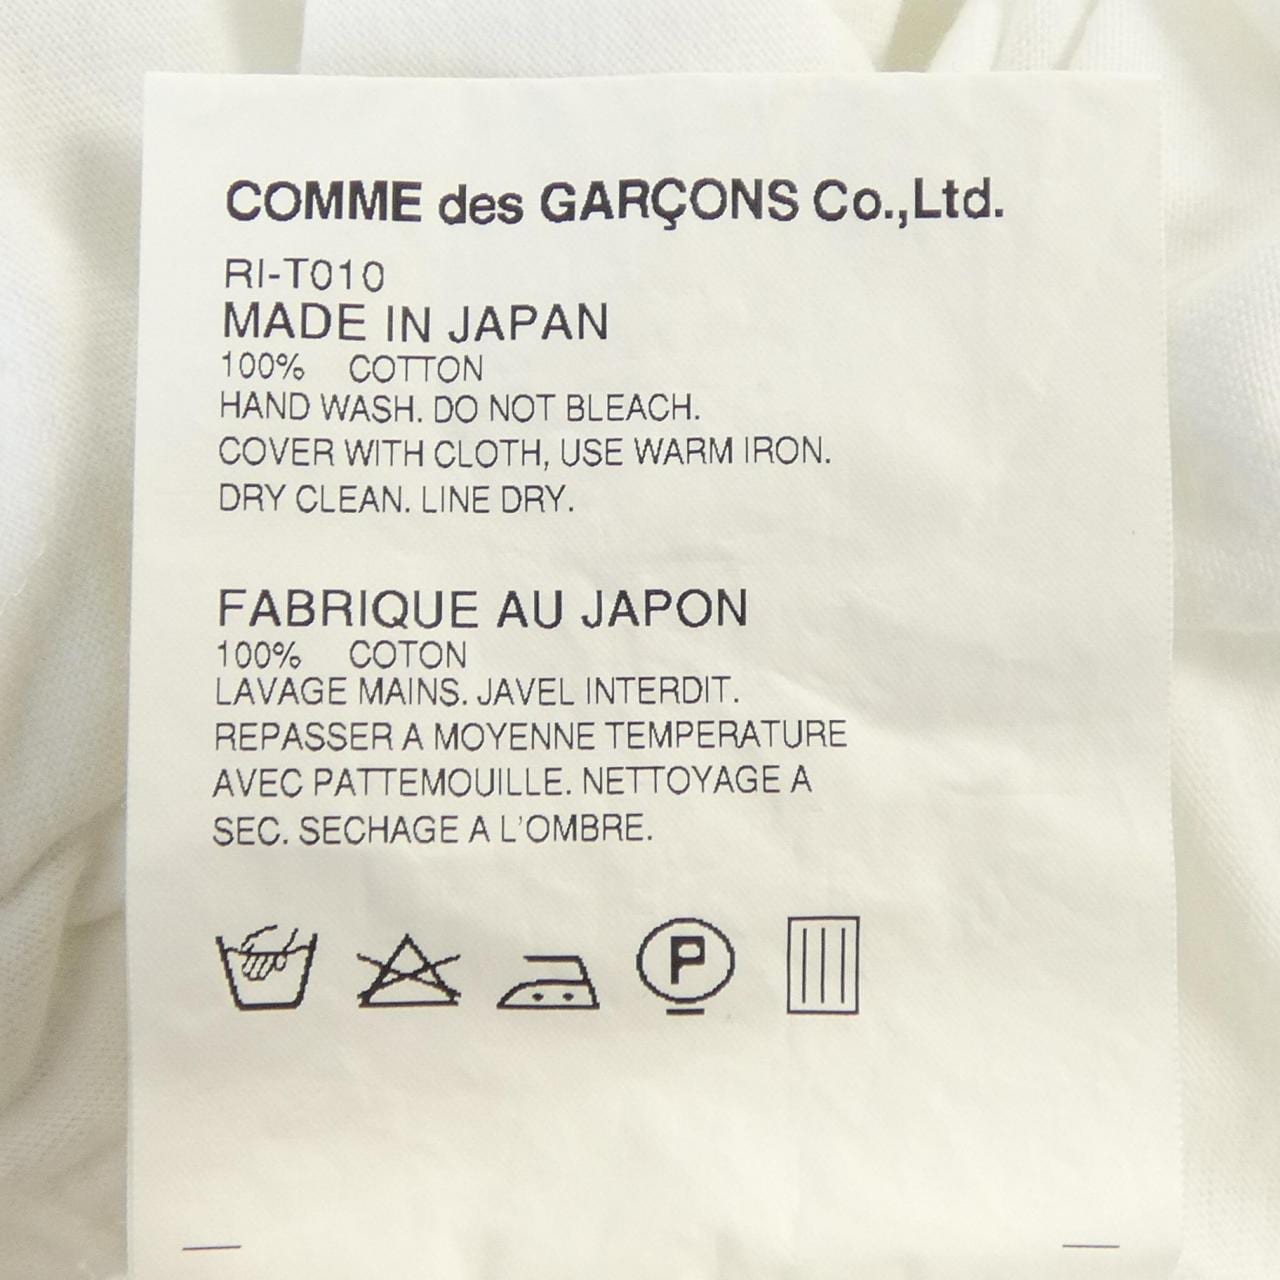 COMME des GARÇONS Co.,Ltd.
RI-T010
MADE IN JAPAN
100% COTTON
HAND WASH. DO NOT BLEACH.
COVER WITH CLOTH, USE WARM IRON.
DRY CLEAN. LINE DRY.
FABRIQUE AU JAPON
100% COTON
LAVAGE MAINS. JAVEL INTERDIT.
REPASSER A MOYENNE TEMPERATURE
AVEC PATTEMOUILLE. NETTOYAGE A
SEC. SECHAGE A L'OMBRE.
P